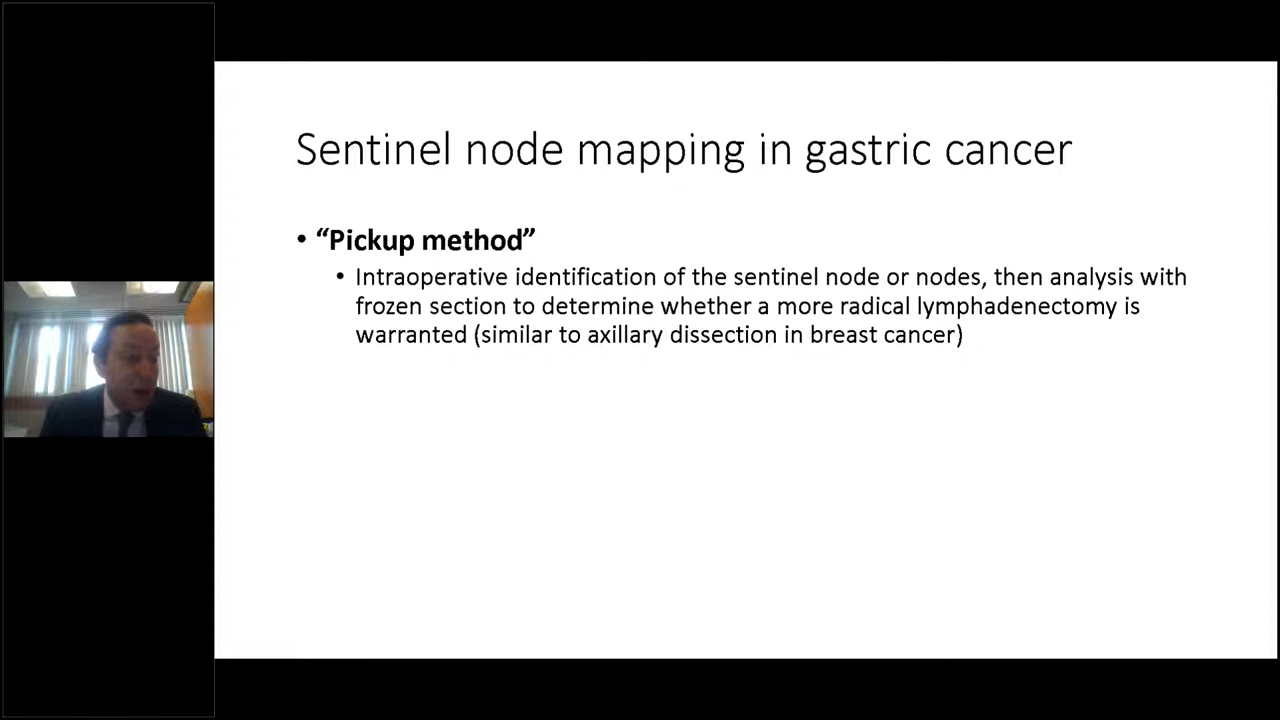 Sentinel node mapping in gastric cancer
• “Pickup method”
• Intraoperative identification of the sentinel node or nodes, then analysis with
frozen section to determine whether a more radical lymphadenectomy is
warranted (similar to axillary dissection in breast cancer)